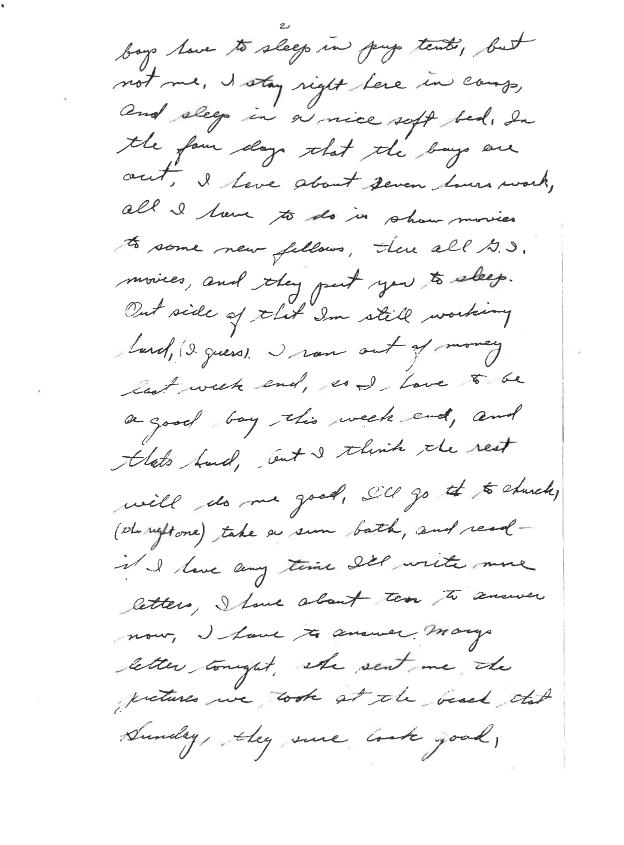 2
boys have to sleep in pup tents, but
not me, I stay right here in camp,
and sleep in a nice soft bed. In
the four days that the boys are
out, I have about seven hours work,
all I have to do is show movies
to some new fellows, there all G.I.
movies, and they put you to sleep.
Out side of that Im still working
hard, (I guess). I ran out of money
last week end, so I have to be
a good boy this week end, and
thats hard, but I think the rest
will do me good, I'll go to church,
(the right one) take a sun bath, and read –
if I have any time I'll write more
letters, I have about ten to answer
now, I have to answer Marys
letter tonight, she sent me the
pictures we took at the beach that
Sunday, they sure look good,